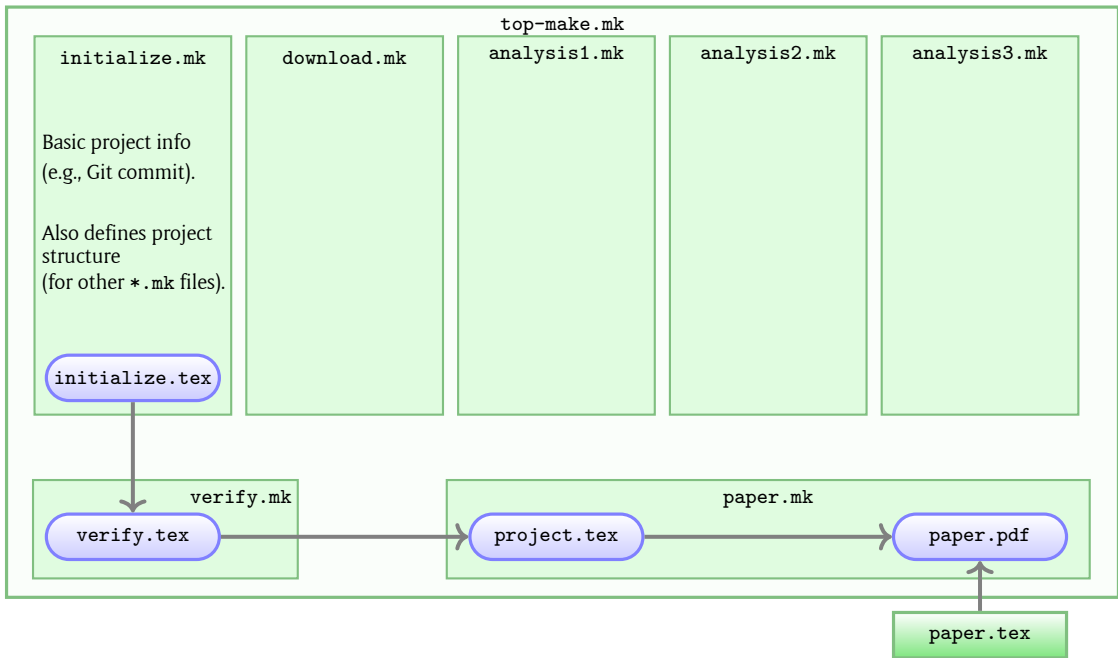 top-make.mk
initialize.mk
download.mk
analysis1.mk
analysis2.mk
analysis3.mk
Basic project info
(e.g., Git commit).
Also defines project
structure
(for other *.mk files).
initialize.tex
verify.mk
paper.mk
verify.tex
project.tex
paper.pdf
paper.tex